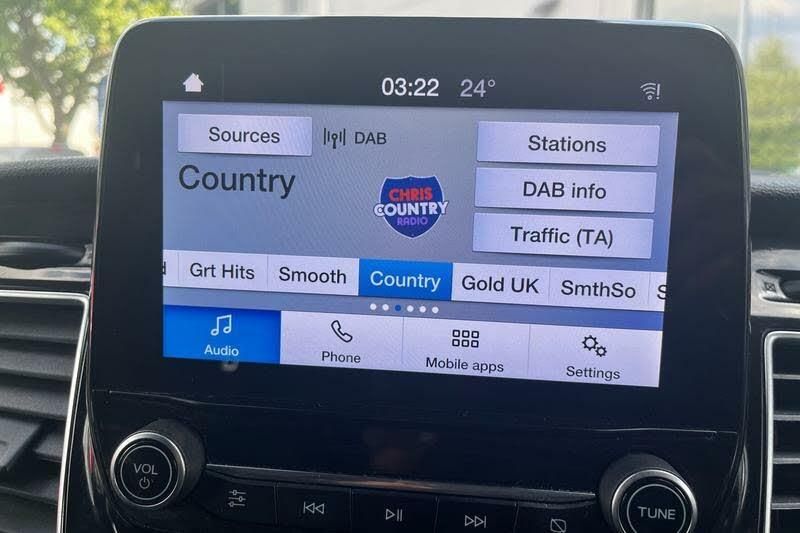 03:22 24°
Sources DAB
Stations
Country
CHRIS
COUNTRY
RADIO
DAB info
Traffic (TA)
Grt Hits Smooth Country Gold UK SmthSo
Audio Phone Mobile apps Settings
VOL
TUNE